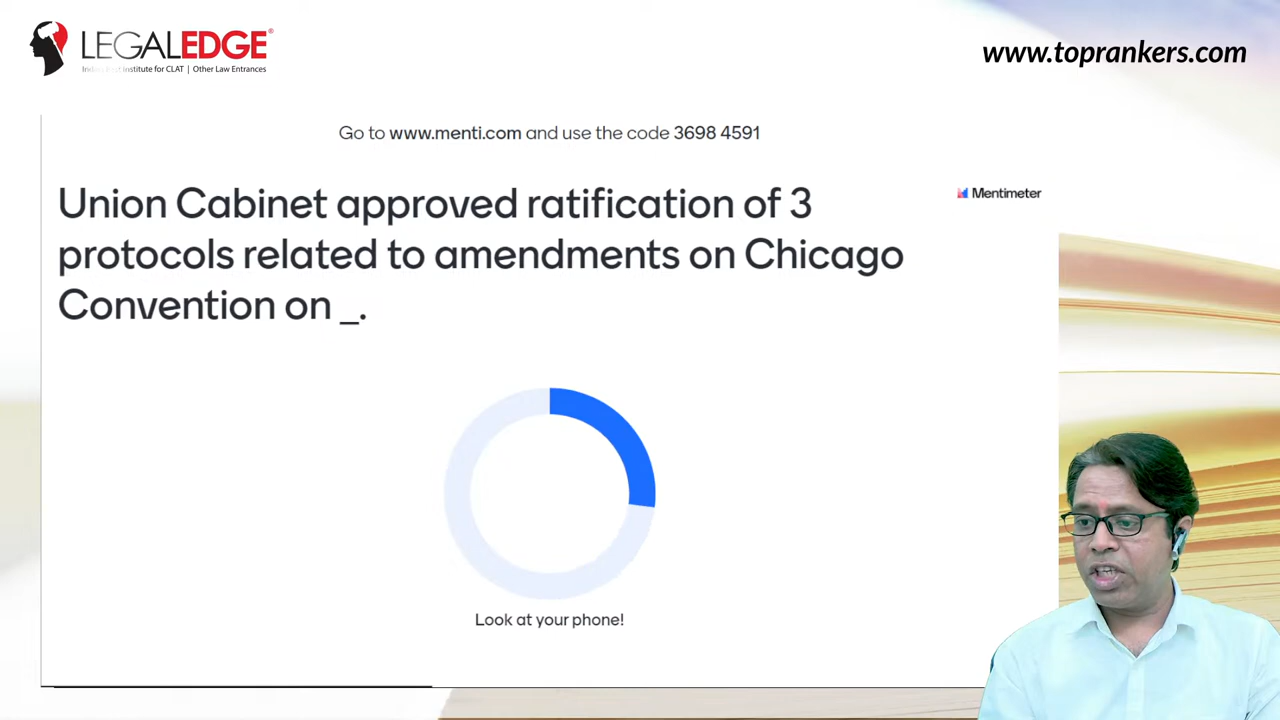 LEGALEDGE®
India's Best Institute for CLAT | Other Law Entrances
www.toprankers.com
Go to www.menti.com and use the code 3698 4591
Union Cabinet approved ratification of 3
protocols related to amendments on Chicago
Convention on _.
Mentimeter
Look at your phone!